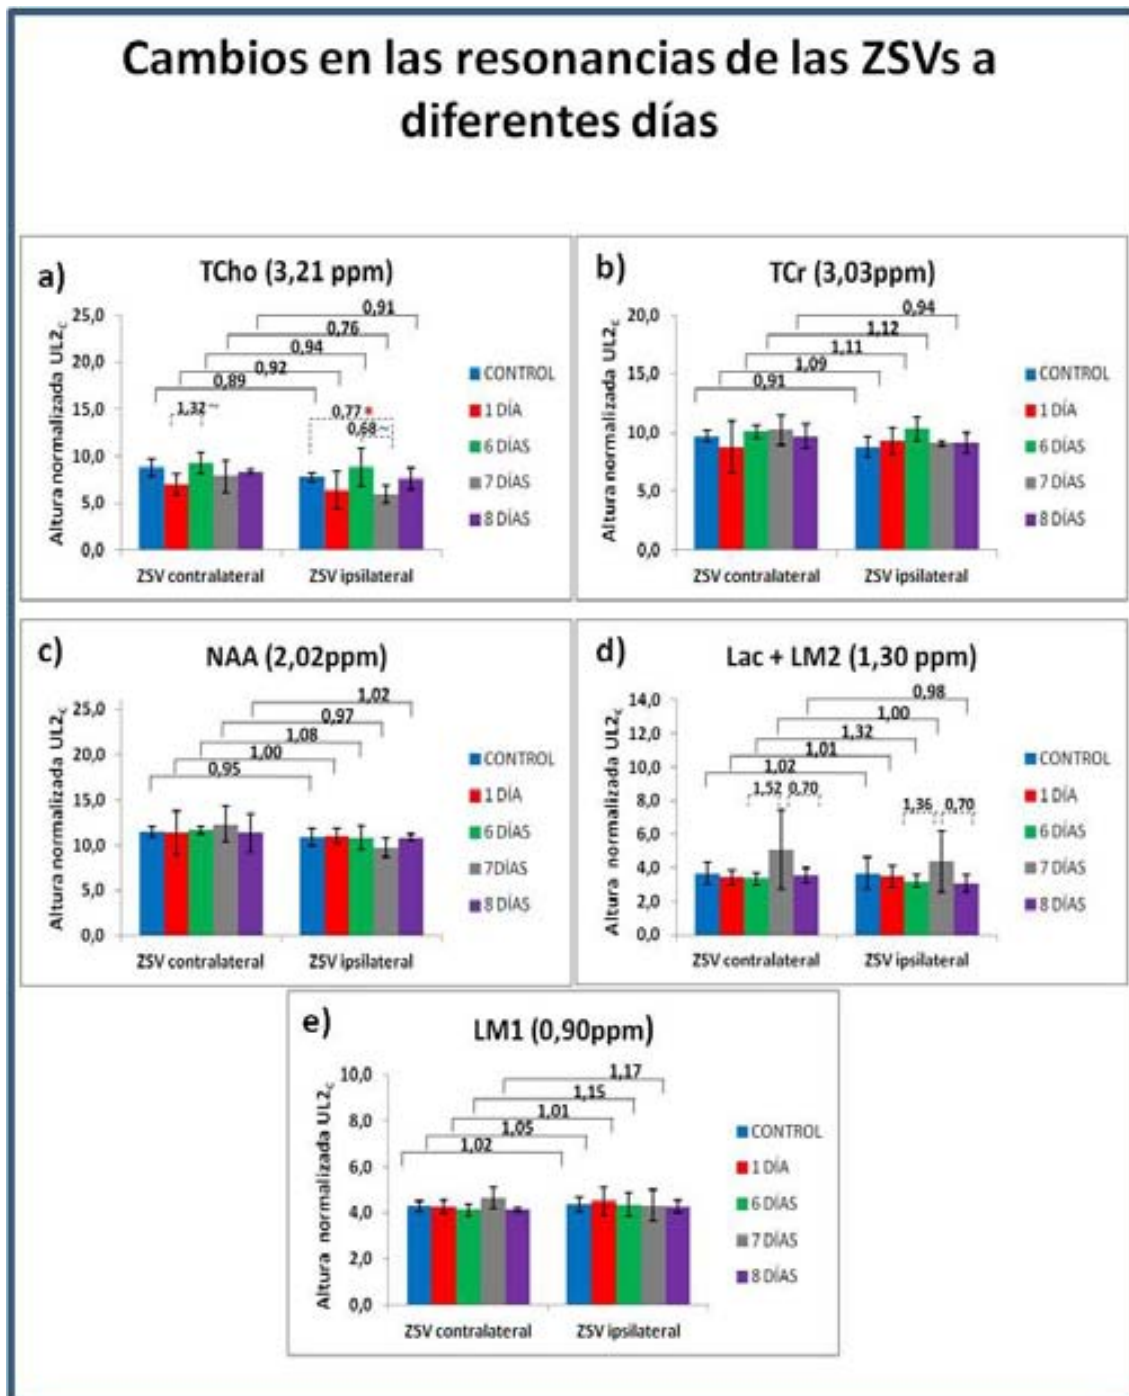 Cambios en las resonancias de las ZSVs a
diferentes días
a)
TCho (3,21 ppm)
Altura normalizada UL2c
25,0
20,0
15,0
10,0
5,0
0,0
0,91
0,76
0,94
0,92
0,89
1,32~
0,77*
0,68~
ZSV contralateral
ZSV ipsilateral
CONTROL
1 DÍA
6 DÍAS
7 DÍAS
8 DÍAS
b)
TCr (3,03ppm)
Altura normalizada UL2c
20,0
15,0
10,0
5,0
0,0
0,94
1,12
1,11
1,09
0,91
ZSV contralateral
ZSV ipsilateral
CONTROL
1 DÍA
6 DÍAS
7 DÍAS
8 DÍAS
c)
NAA (2,02ppm)
Altura normalizada UL2c
25,0
20,0
15,0
10,0
5,0
0,0
1,02
0,97
1,08
1,00
0,95
ZSV contralateral
ZSV ipsilateral
CONTROL
1 DÍA
6 DÍAS
7DÍAS
8 DÍAS
d)
Lac + LM2 (1,30 ppm)
Altura normalizada UL2c
14,0
12,0
10,0
8,0
6,0
4,0
2,0
0,0
0,98
1,00
1,32
1,01
1,02
1,52
0,70
1,36
0,70
ZSV contralateral
ZSV ipsilateral
CONTROL
1 DÍA
6 DÍAS
7 DÍAS
8 DÍAS
e)
LM1 (0,90ppm)
Altura normalizada UL2c
10,0
8,0
6,0
4,0
2,0
0,0
1,17
1,15
1,01
1,05
1,02
ZSV contralateral
ZSV ipsilateral
CONTROL
1 DÍA
6 DÍAS
7 DÍAS
8 DÍAS